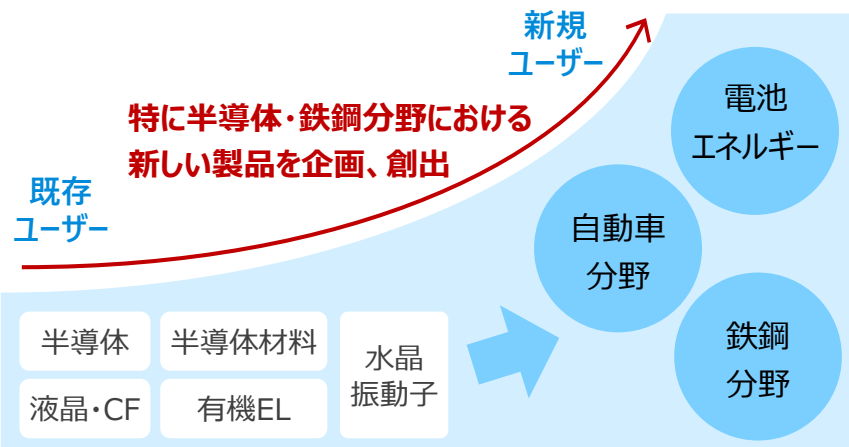 新規
ユーザー
特に半導体・鉄鋼分野における
新しい製品を企画、創出
既存
ユーザー
電池
エネルギー
自動車
分野
鉄鋼
分野
半導体
半導体材料
水晶
振動子
液晶・CF
有機EL